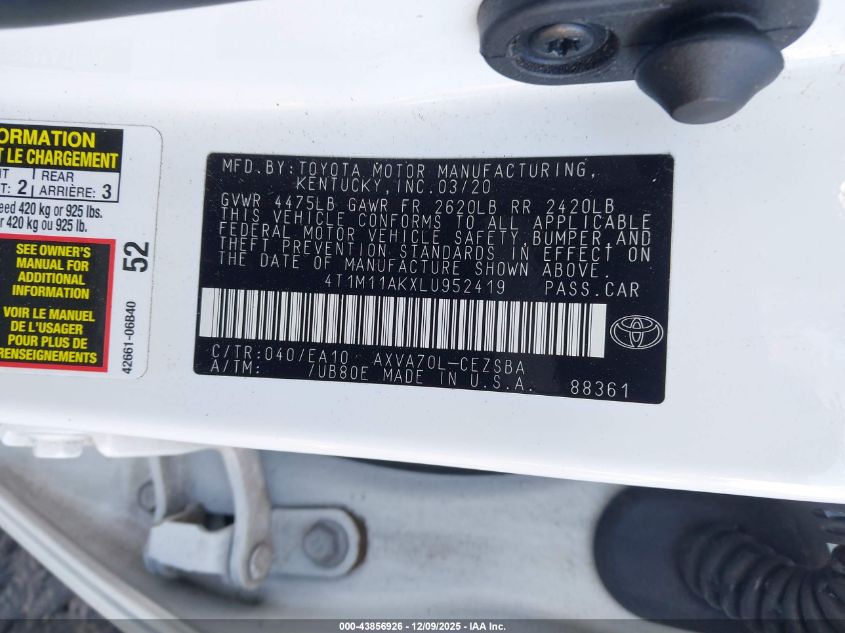 ORMATION
T LE CHARGEMENT
NT REAR
T: 2 ARRIÈRE: 3
eed 420 kg or 925 lbs.
r 420 kg ou 925 lb.
SEE OWNER'S
MANUAL FOR
ADDITIONAL
INFORMATION
VOIR LE MANUEL
DE L'USAGER
POUR PLUS DE
RENSEIGNEMENTS
52
42661-06B40
MFD.BY:TOYOTA MOTOR MANUFACTURING,
KENTUCKY, INC.03/20
GVWR 4475LB GAWR FR 2620LB RR 2420LB
THIS VEHICLE CONFORMS TO ALL APPLICABLE
FEDERAL MOTOR VEHICLE SAFETY,BUMPER,AND
THEFT PREVENTION STANDARDS IN EFFECT ON
THE DATE OF MANUFACTURE SHOWN ABOVE.
4T1M11AKXLU952419 PASS.CAR
C/TR:040/EA10 AXVA70L-CEZSBA
A/TM: /UB80E MADE IN U.S.A.
88361
000-43856926 - 12/09/2025 - IAA Inc.